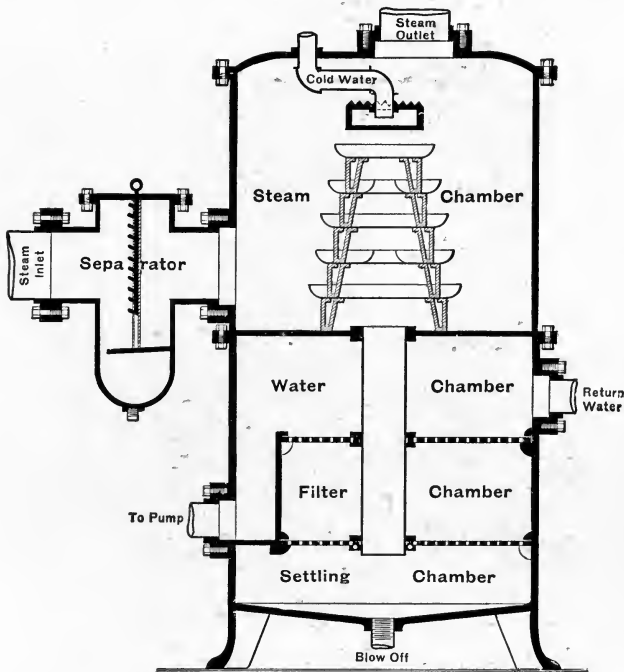 Steam
Outlet
Cold Water
Steam Chamber
Steam
Inlet
Separator
Water Chamber
Return
Water
Filter Chamber
To Pump
Settling Chamber
Blow Off